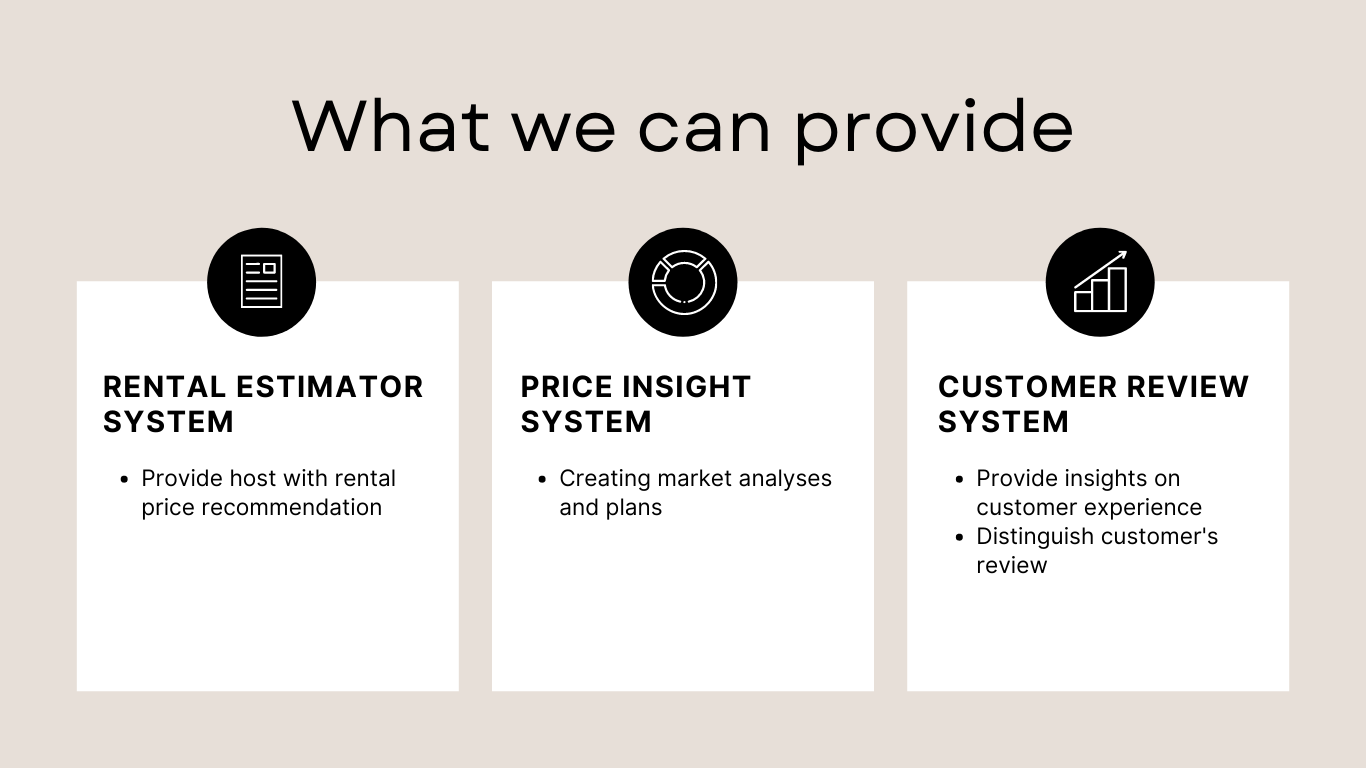 What we can provide
RENTAL ESTIMATOR
SYSTEM
• Provide host with rental
price recommendation
PRICE INSIGHT
SYSTEM
• Creating market analyses
and plans
CUSTOMER REVIEW
SYSTEM
• Provide insights on
customer experience
• Distinguish customer's
review